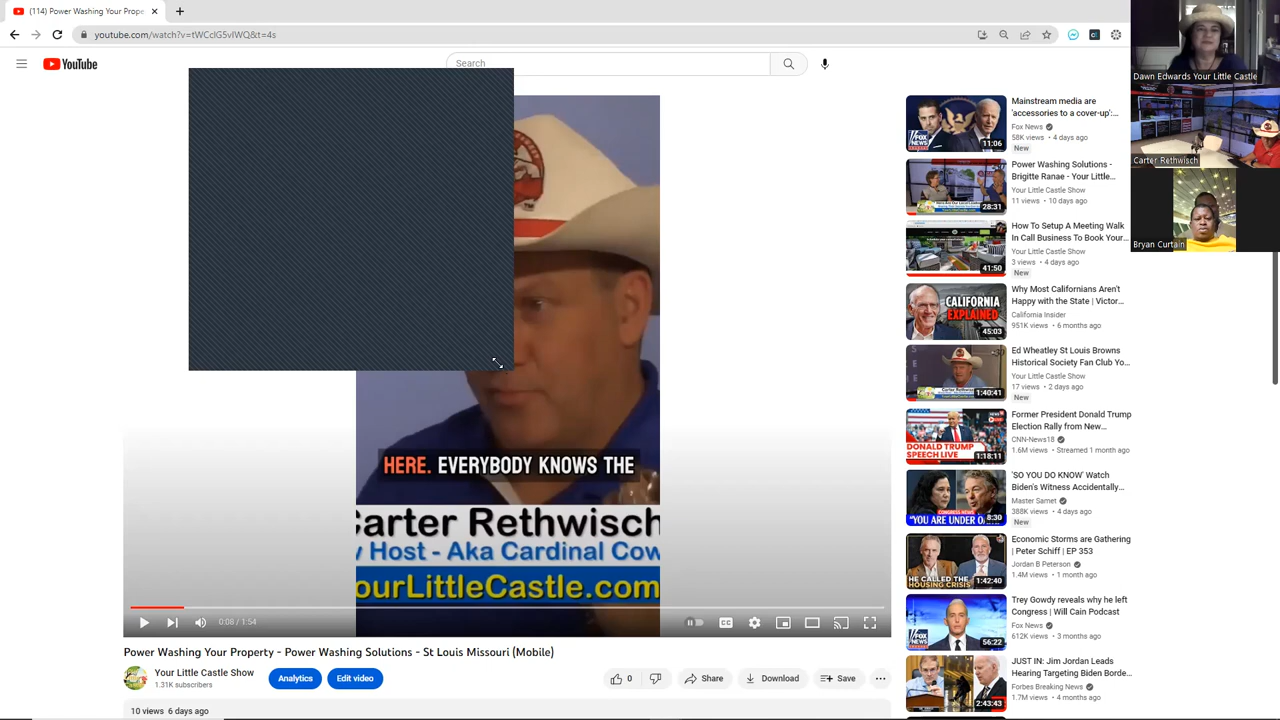 (114) Power Washing Your Prope
youtube.com/watch?v=tWCclG5vIWQ&t=4s
YouTube
Search
HERE. EVERYBODY KNOWS THE
arter Rethwisch
Host - Aka Cardinal Cow
ourLittleCastle.com
/ 1:54
CC
Power Washing Your Property - Power Washing Solutions - St Louis Missouri (Mobile)
Your Little Castle Show
1.31K subscribers
Analytics
Edit video
0
Share
Download
Save
10 views 6 days ago
Mainstream media are
'accessories to a cover-up':...
Fox News
58K views • 4 days ago
New
11:06
Power Washing Solutions -
Brigitte Ranae - Your Little...
Your Little Castle Show
11 views • 10 days ago
28:31
How To Setup A Meeting Walk
In Call Business To Book Your...
Your Little Castle Show
3 views • 4 days ago
New
41:50
Why Most Californians Aren't
Happy with the State | Victor...
California Insider
951K views • 6 months ago
CALIFORNIA
EXPLAINED
45:03
Ed Wheatley St Louis Browns
Historical Society Fan Club Yo...
Your Little Castle Show
17 views • 2 days ago
New
1:40:41
Former President Donald Trump
Election Rally from New...
CNN-News18
1.6M views • Streamed 1 month ago
DONALD TRUMP
SPEECH LIVE
1:18:11
'SO YOU DO KNOW' Watch
Biden's Witness Accidentally...
Master Samet
388K views • 4 days ago
New
CONGRESS NEWS
"YOU ARE UNDER
8:30
Economic Storms are Gathering
| Peter Schiff | EP 353
Jordan B Peterson
1.4M views • 1 month ago
HE CALLED THE
HOUSING CRISIS
1:42:40
Trey Gowdy reveals why he left
Congress | Will Cain Podcast
Fox News
612K views • 3 months ago
56:22
JUST IN: Jim Jordan Leads
Hearing Targeting Biden Borde...
Forbes Breaking News
1.7M views • 4 months ago
2:43:43
Dawn Edwards Your Little Castle
Carter Rethwisch
Bryan Curtain